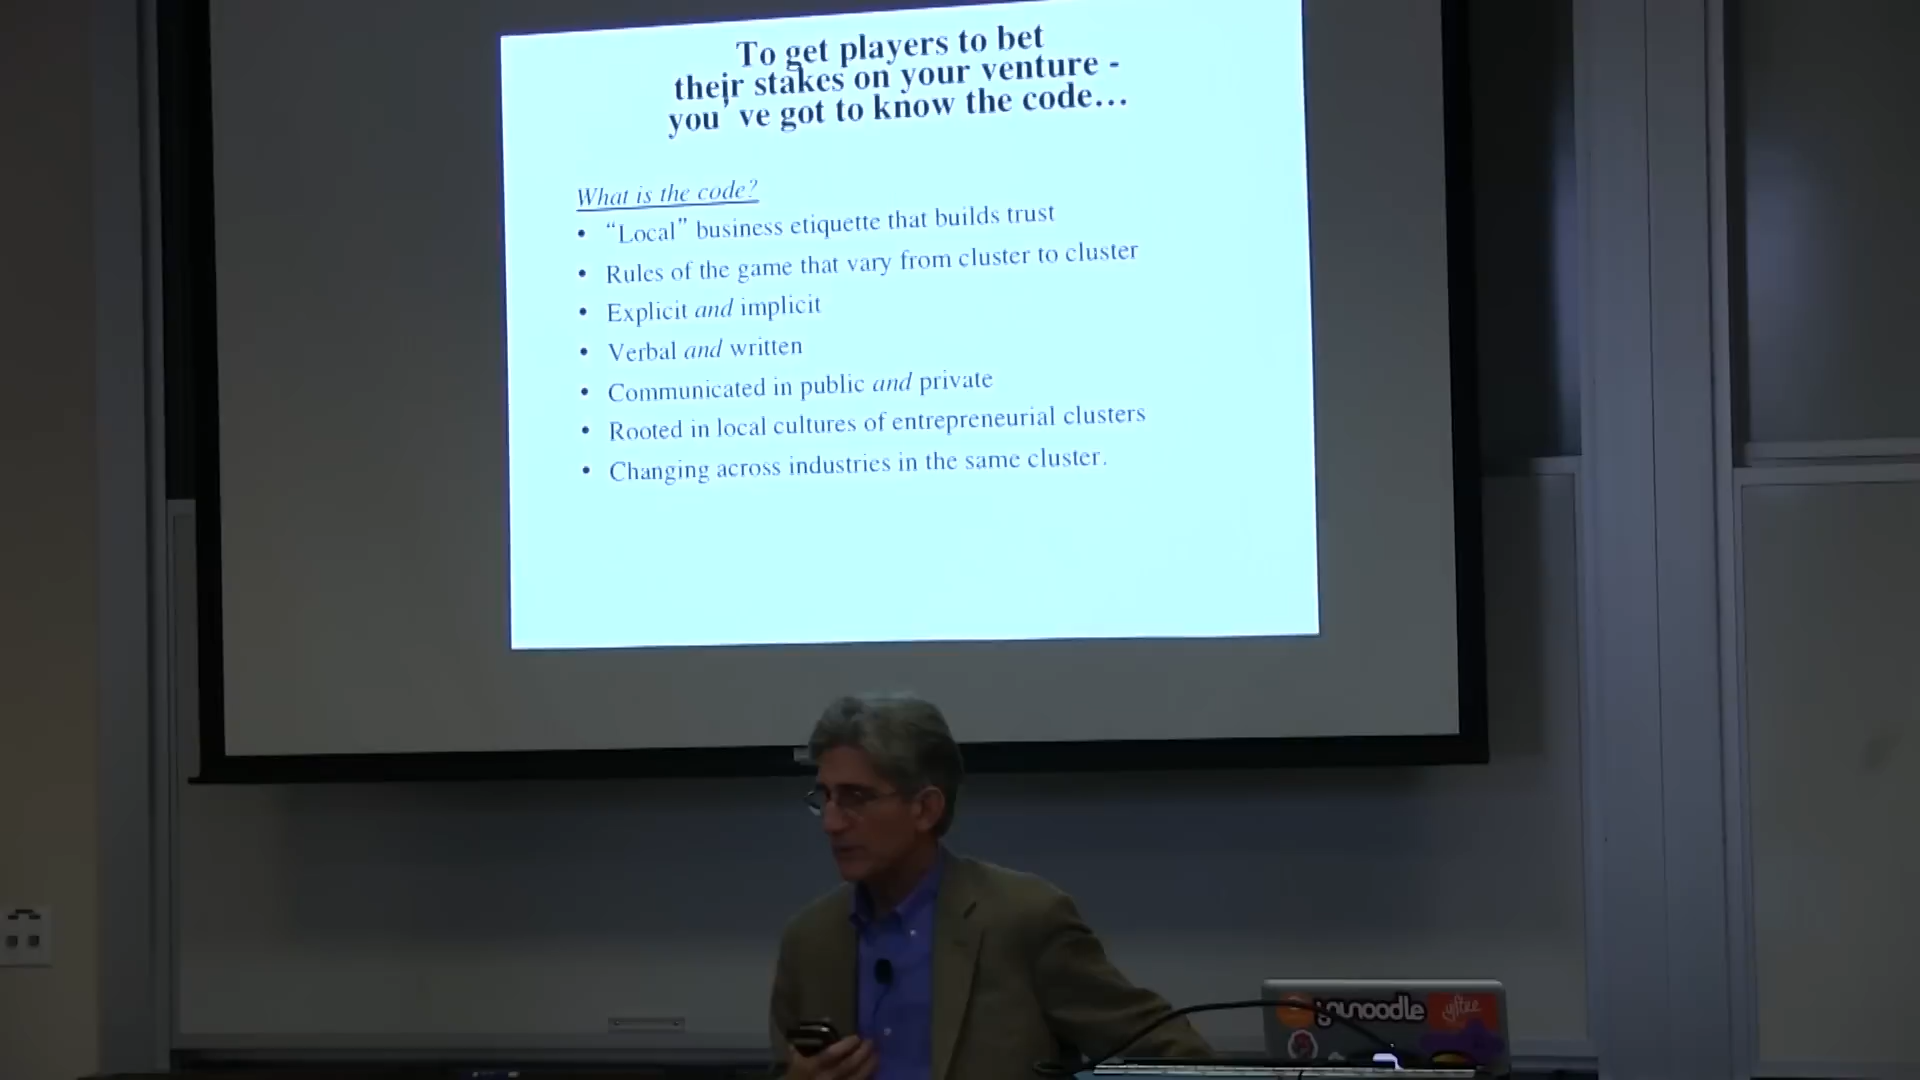 To get players to bet
their stakes on your venture -
you’ve got to know the code…
What is the code?
• “Local” business etiquette that builds trust
• Rules of the game that vary from cluster to cluster
• Explicit and implicit
• Verbal and written
• Communicated in public and private
• Rooted in local cultures of entrepreneurial clusters
• Changing across industries in the same cluster.
younoodle
yiftee